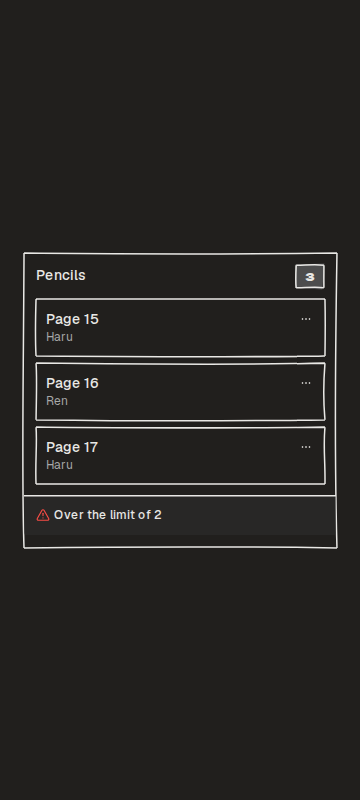 Pencils
3
Page 15
Haru
Page 16
Ren
Page 17
Haru
Over the limit of 2